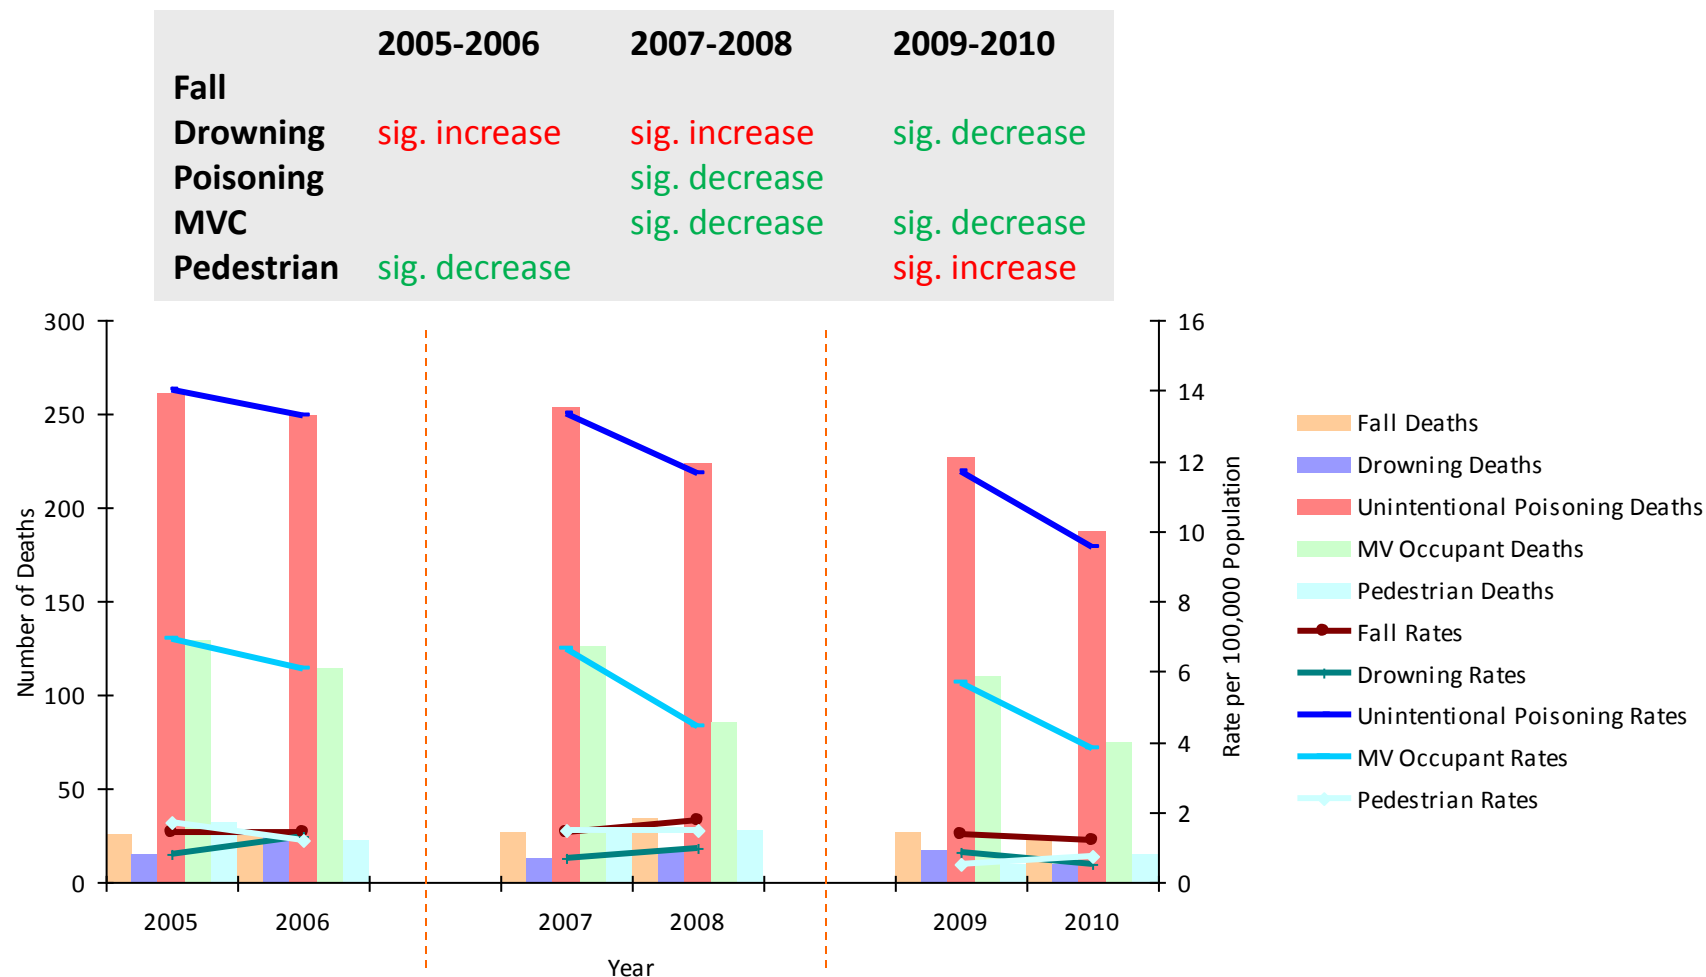 2005-2006 2007-2008 2009-2010
Fall
Drowning sig. increase sig. increase sig. decrease
Poisoning sig. decrease
MVC sig. decrease sig. decrease
Pedestrian sig. decrease sig. increase
300
250
200
150
100
50
0
Number of Deaths
16
14
12
10
8
6
4
2
0
Rate per 100,000 Population
2005 2006 2007 2008 2009 2010
Year
Fall Deaths
Drowning Deaths
Unintentional Poisoning Deaths
MV Occupant Deaths
Pedestrian Deaths
Fall Rates
Drowning Rates
Unintentional Poisoning Rates
MV Occupant Rates
Pedestrian Rates